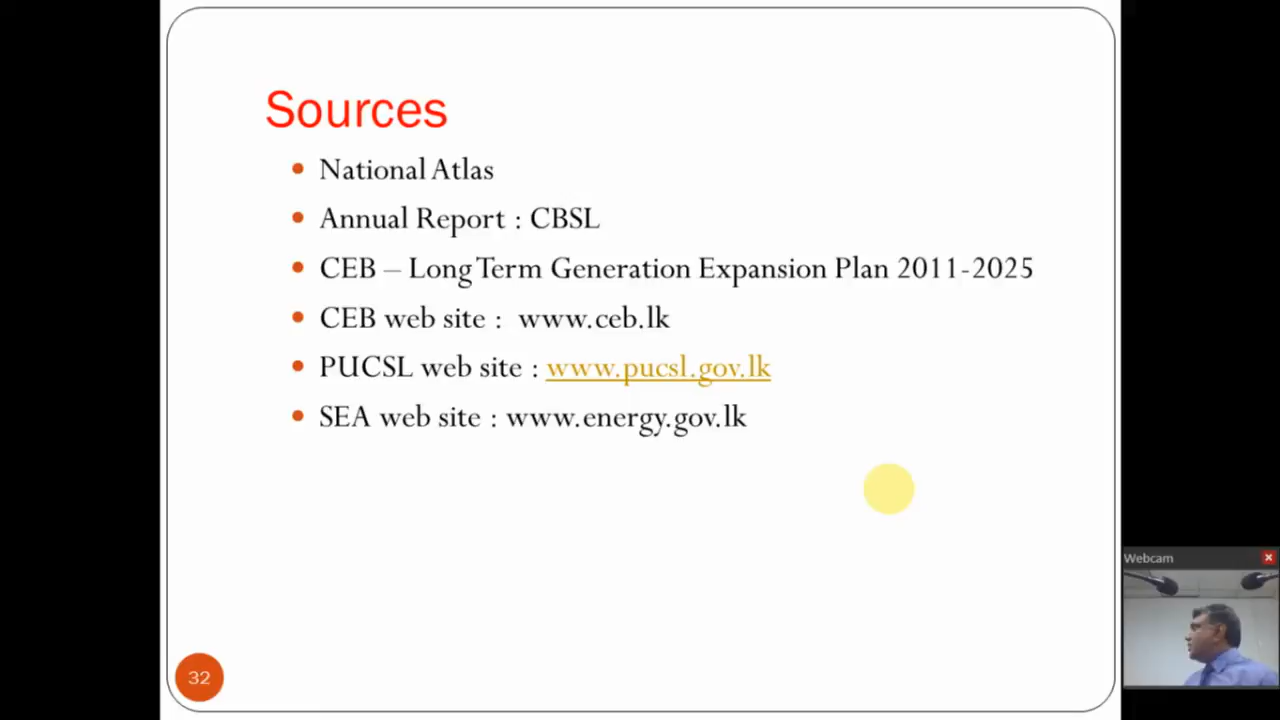 Sources
National Atlas
Annual Report : CBSL
CEB – Long Term Generation Expansion Plan 2011-2025
CEB web site : www.ceb.lk
PUCSL web site : www.pucsl.gov.lk
SEA web site : www.energy.gov.lk
Webcam
32